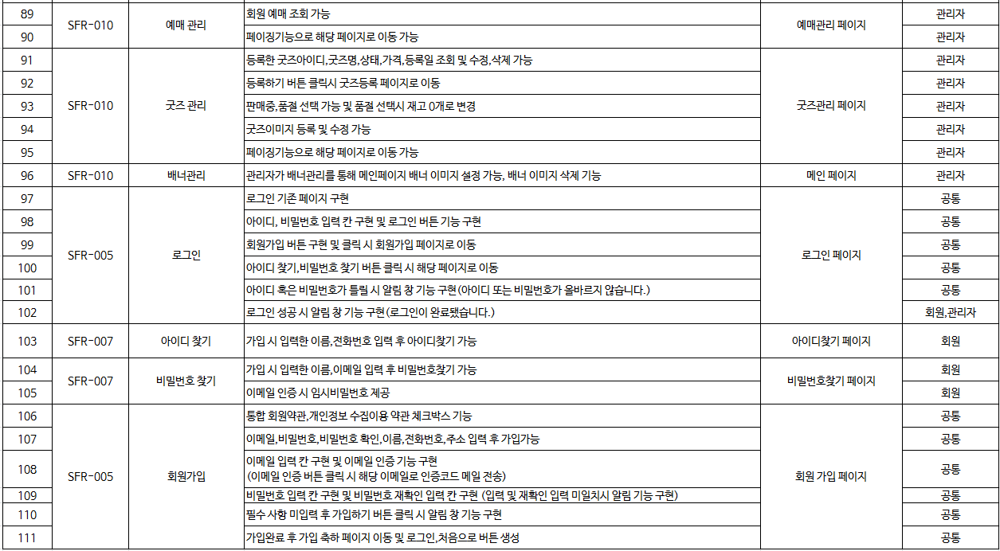 89 SFR-010 예매 관리 회원 예매 조회 가능 예매관리 페이지 관리자
90 페이징기능으로 해당 페이지로 이동 가능 관리자
91 SFR-010 굿즈 관리 등록한 굿즈아이디,굿즈명,상태,가격,등록일 조회 및 수정,삭제 가능 굿즈관리 페이지 관리자
92 등록하기 버튼 클릭시 굿즈등록 페이지로 이동 관리자
93 판매중,품절 선택 가능 및 품절 선택시 재고 0개로 변경 관리자
94 굿즈이미지 등록 및 수정 가능 관리자
95 페이징기능으로 해당 페이지로 이동 가능 관리자
96 SFR-010 배너관리 관리자가 배너관리를 통해 메인페이지 배너 이미지 설정 가능, 배너 이미지 삭제 기능 메인 페이지 관리자
97 SFR-005 로그인 로그인 기존 페이지 구현 로그인 페이지 공통
98 아이디, 비밀번호 입력 칸 구현 및 로그인 버튼 기능 구현 공통
99 회원가입 버튼 구현 및 클릭 시 회원가입 페이지로 이동 공통
100 아이디 찾기,비밀번호 찾기 버튼 클릭 시 해당 페이지로 이동 공통
101 아이디 혹은 비밀번호가 틀릴 시 알림 창 기능 구현(아이디 또는 비밀번호가 올바르지 않습니다.) 공통
102 로그인 성공 시 알림 창 기능 구현(로그인이 완료됐습니다.) 회원,관리자
103 SFR-007 아이디 찾기 가입 시 입력한 이름,전화번호 입력 후 아이디찾기 가능 아이디찾기 페이지 회원
104 SFR-007 비밀번호 찾기 가입 시 입력한 이름,이메일 입력 후 비밀번호찾기 가능 비밀번호찾기 페이지 회원
105 이메일 인증 시 임시비밀번호 제공 회원
106 SFR-005 회원가입 통합 회원약관,개인정보 수집이용 약관 체크박스 기능 회원 가입 페이지 공통
107 이메일,비밀번호,비밀번호 확인,이름,전화번호,주소 입력 후 가입가능 공통
108 이메일 입력 칸 구현 및 이메일 인증 기능 구현 공통
(이메일 인증 버튼 클릭 시 해당 이메일로 인증코드 메일 전송)
109 비밀번호 입력 칸 구현 및 비밀번호 재확인 입력 칸 구현 (입력 및 재확인 입력 미일치시 알림 기능 구현) 공통
110 필수 사항 미입력 후 가입하기 버튼 클릭 시 알림 창 기능 구현 공통
111 가입완료 후 가입 축하 페이지 이동 및 로그인,처음으로 버튼 생성 공통